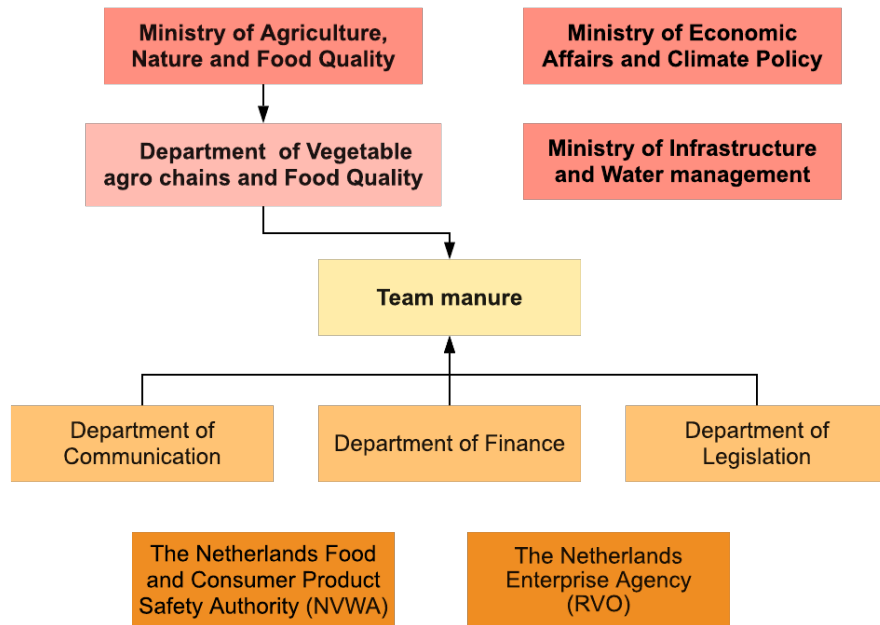 Ministry of Agriculture,
Nature and Food Quality
Ministry of Economic
Affairs and Climate Policy
Department of Vegetable
agro chains and Food Quality
Ministry of Infrastructure
and Water management
Team manure
Department of
Communication
Department of Finance
Department of
Legislation
The Netherlands Food
and Consumer Product
Safety Authority (NVWA)
The Netherlands
Enterprise Agency
(RVO)